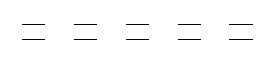 = = = = =